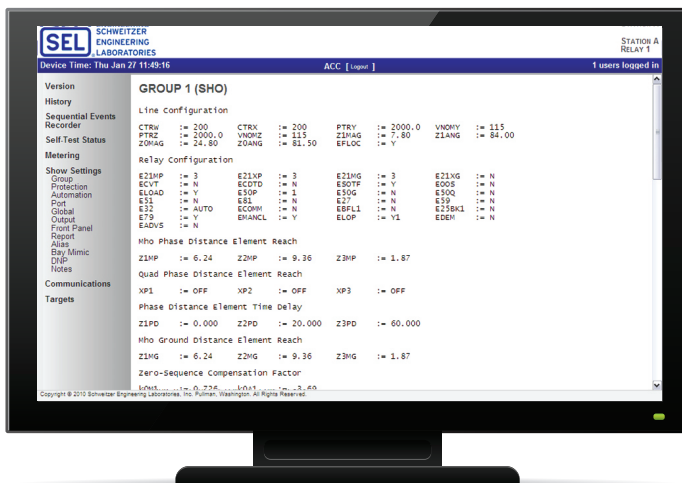 SEL
SCHWEITZER
ENGINEERING
LABORATORIES
STATION A
RELAY 1
Device Time: Thu Jan 27 11:49:16
ACC [ Logout ]
1 users logged in
Version
History
Sequential Events
Recorder
Self-Test Status
Metering
Show Settings
Group
Protection
Automation
Port
Global
Output
Front Panel
Report
Alias
Bay Mimic
DNP
Notes
Communications
Targets
GROUP 1 (SHO)
Line Configuration
CTRW := 200 CTRX := 200 PTRY := 2000.0 VNOMY := 115
PTRZ := 2000.0 VNOMZ := 115 Z1MAG := 7.80 Z1ANG := 84.00
Z0MAG := 24.80 Z0ANG := 81.50 EFLOC := Y
Relay Configuration
E21MP := 3 E21XP := 3 E21MG := 3 E21XG := N
ECVT := N ECDTD := N ESOTF := Y EOOS := N
ELOAD := Y E50P := 1 E50G := N E50Q := N
E51 := N E81 := N E27 := N E59 := N
E32 := AUTO ECOMM := N EBFL1 := N E25BK1 := N
E79 := Y EMANCL := Y ELOP := Y1 EDEM := N
EADVS := N
Mho Phase Distance Element Reach
Z1MP := 6.24 Z2MP := 9.36 Z3MP := 1.87
Quad Phase Distance Element Reach
XP1 := OFF XP2 := OFF XP3 := OFF
Phase Distance Element Time Delay
Z1PD := 0.000 Z2PD := 20.000 Z3PD := 60.000
Mho Ground Distance Element Reach
Z1MG := 6.24 Z2MG := 9.36 Z3MG := 1.87
Zero-Sequence Compensation Factor
:= 0.726 := -3.69
Copyright © 2010 Schweitzer Engineering Laboratories, Inc. Pullman, Washington. All Rights Reserved.